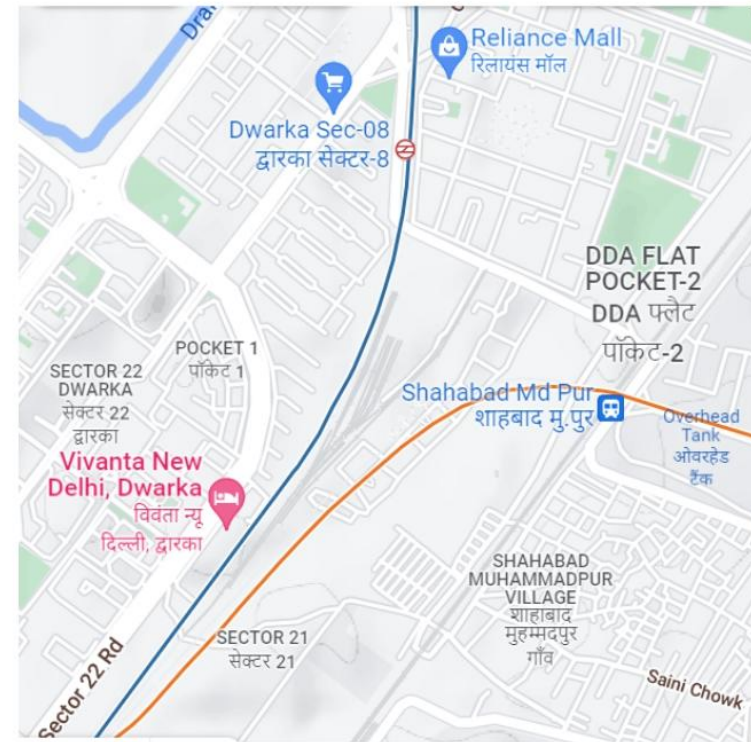 Drai
Reliance Mall
रिलायंस मॉल
Dwarka Sec-08
द्वारका सेक्टर-8
DDA FLAT
POCKET-2
DDA फ्लैट
पॉकेट-2
POCKET 1
पॉकेट 1
SECTOR 22
DWARKA
सेक्टर 22
द्वारका
Shahabad Md Pur
शाहबाद मु.पुर
Overhead
Tank
ओवरहेड
टैंक
Vivanta New
Delhi, Dwarka
विवंता न्यू
दिल्ली, द्वारका
SHAHABAD
MUHAMMADPUR
VILLAGE
शाहाबाद
मुहम्मदपुर
गाँव
SECTOR 21
सेक्टर 21
Sector 22 Rd
Saini Chowk